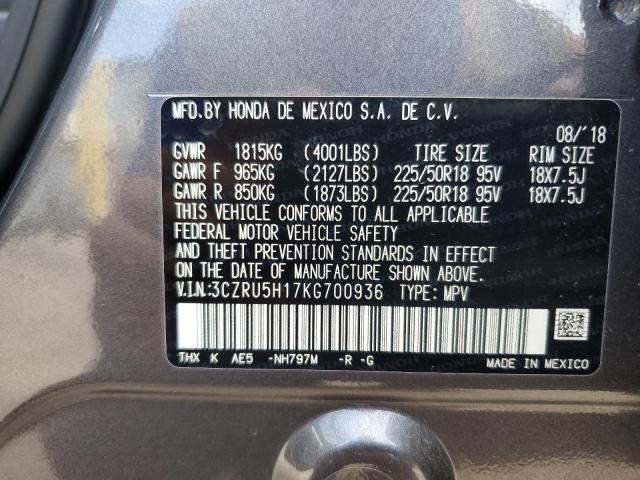 MFD.BY HONDA DE MEXICO S.A. DE C.V.
08/'18
GVWR 1815KG (4001LBS) TIRE SIZE RIM SIZE
GAWR F 965KG (2127LBS) 225/50R18 95V 18X7.5J
GAWR R 850KG (1873LBS) 225/50R18 95V 18X7.5J
THIS VEHICLE CONFORMS TO ALL APPLICABLE
FEDERAL MOTOR VEHICLE SAFETY
AND THEFT PREVENTION STANDARDS IN EFFECT
ON THE DATE OF MANUFACTURE SHOWN ABOVE.
V.I.N.:3CZRU5H17KG700936 TYPE: MPV
THX K AE5 -NH797M -R -G MADE IN MEXICO